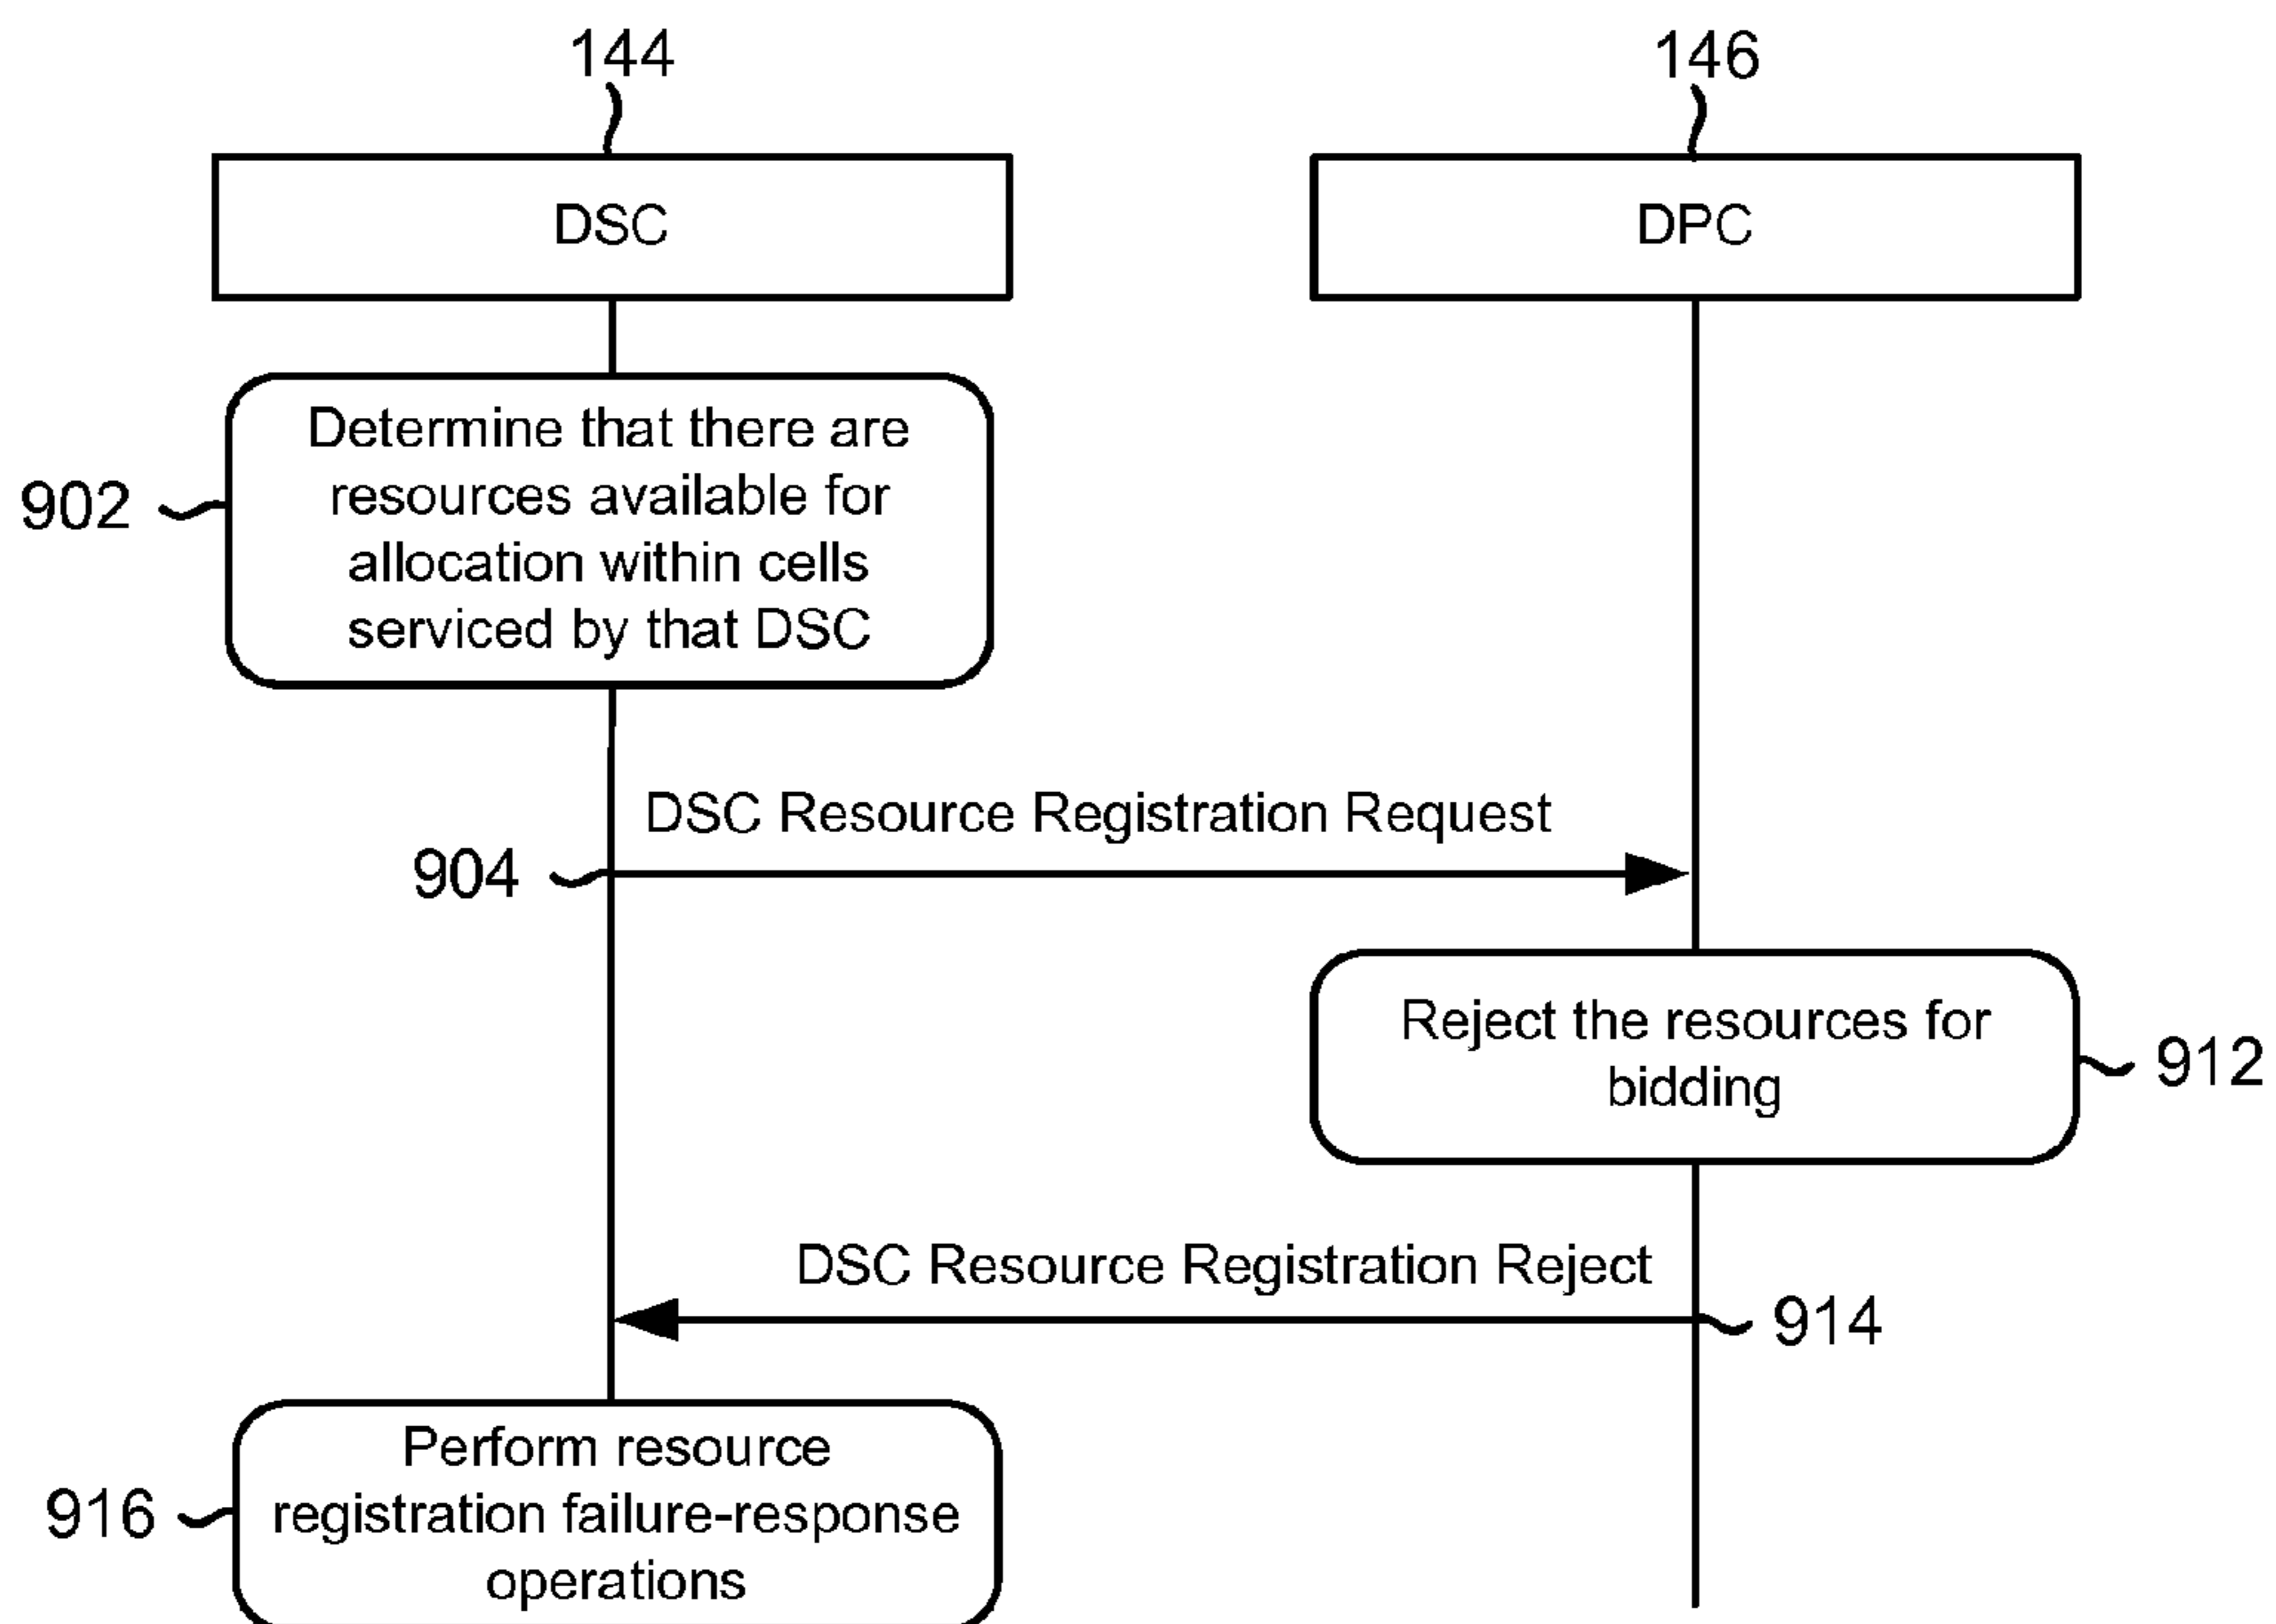 144
146
DSC
DPC
Determine that there are
resources available for
allocation within cells
serviced by that DSC
902
DSC Resource Registration Request
904
Reject the resources for
bidding
912
DSC Resource Registration Reject
914
Perform resource
registration failure-response
operations
916